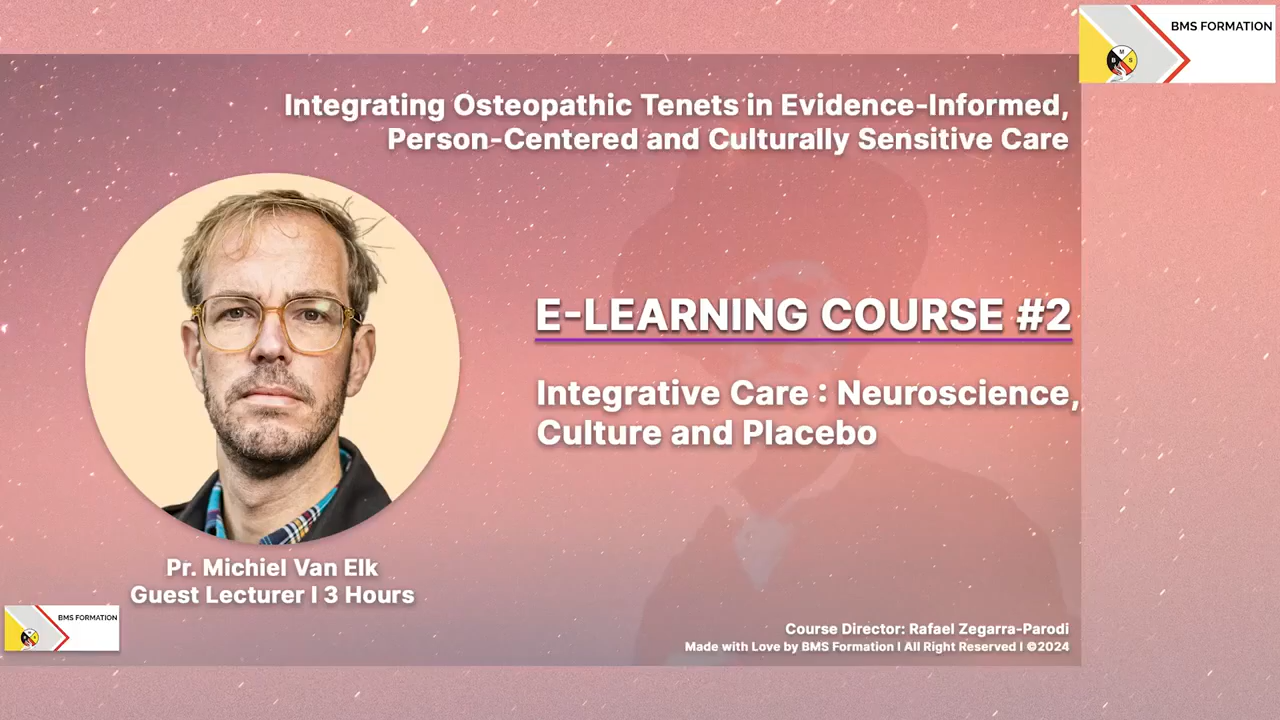 BMS FORMATION
M
B S
Integrating Osteopathic Tenets in Evidence-Informed,
Person-Centered and Culturally Sensitive Care
E-LEARNING COURSE #2
Integrative Care : Neuroscience,
Culture and Placebo
Pr. Michiel Van Elk
Guest Lecturer I 3 Hours
BMS FORMATION
Course Director: Rafael Zegarra-Parodi
Made with Love by BMS Formation I All Right Reserved I ©2024